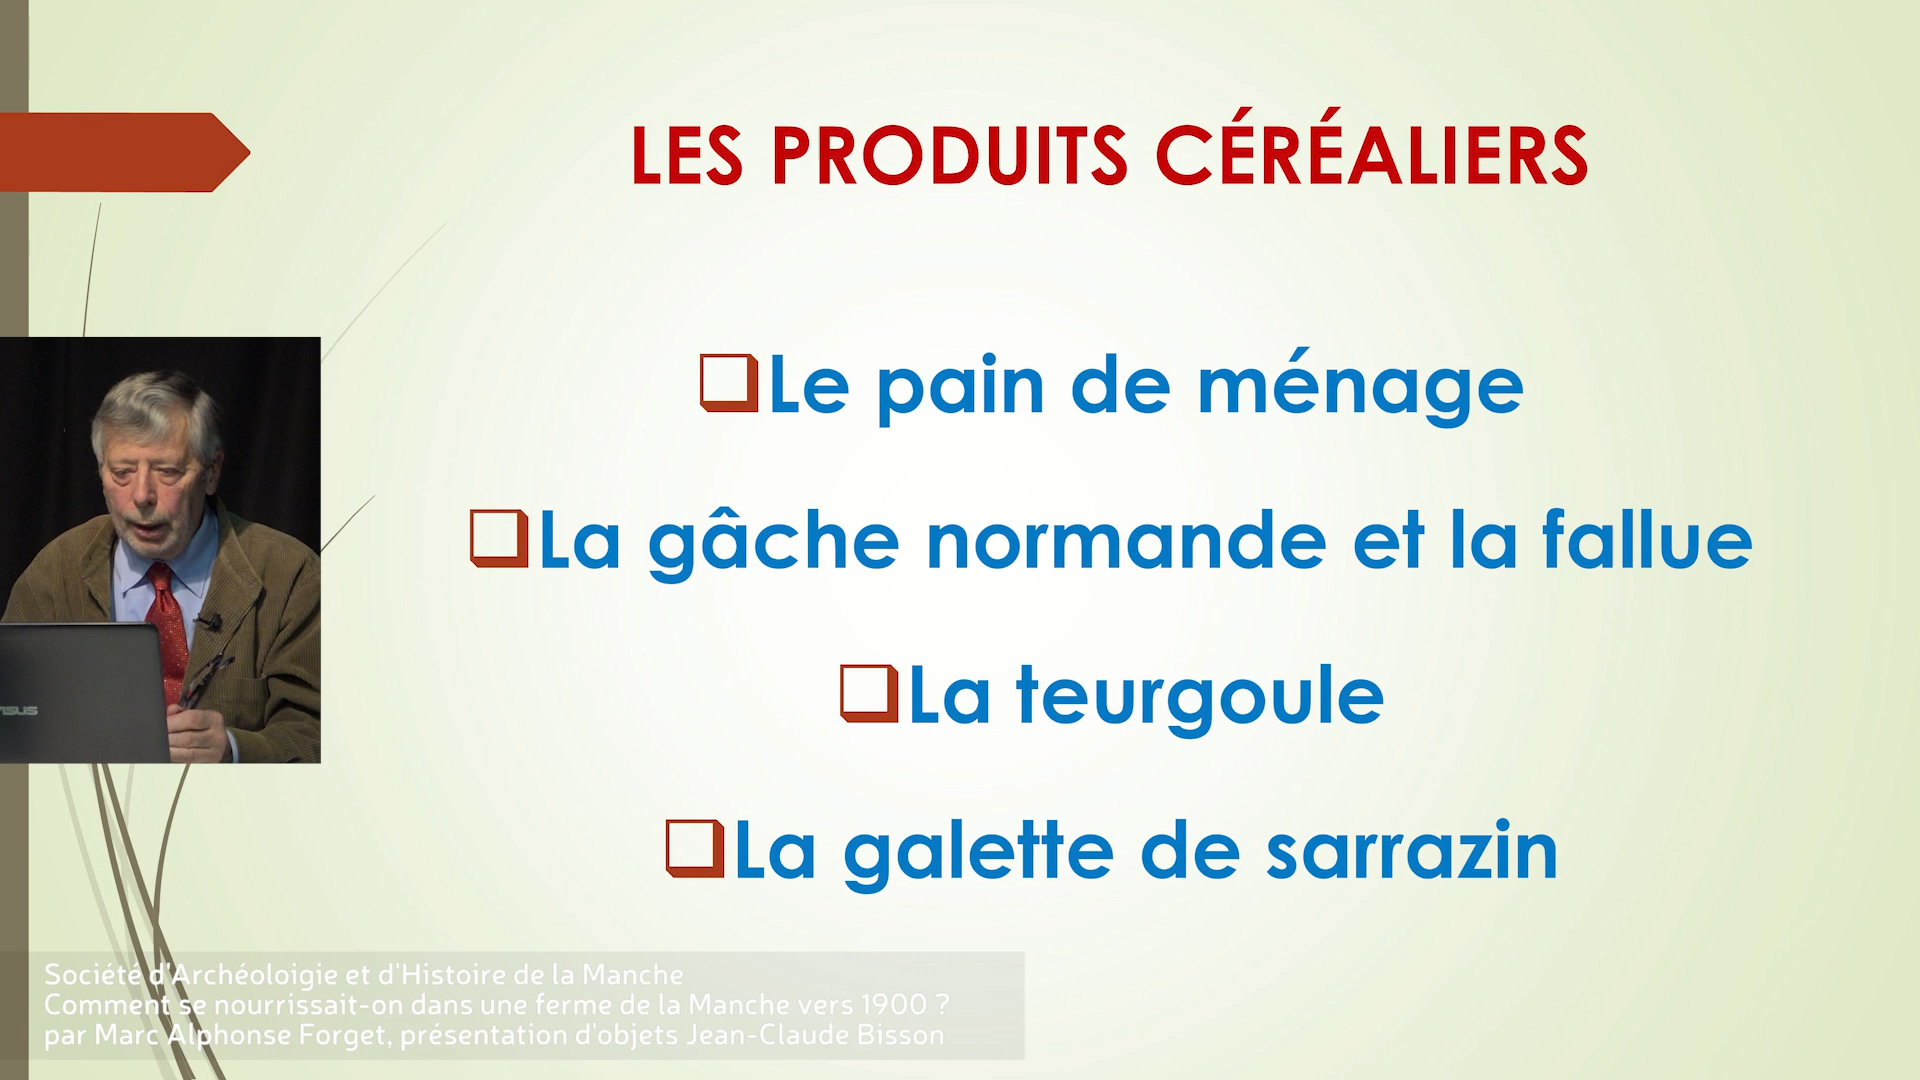 LES PRODUITS CÉRÉALIERS
Le pain de ménage
La gâche normande et la fallue
La teurgoule
La galette de sarrazin
ASUS
Société d'Archéoloigie et d'Histoire de la Manche
Comment se nourrissait-on dans une ferme de la Manche vers 1900 ?
par Marc Alphonse Forget, présentation d'objets Jean-Claude Bisson